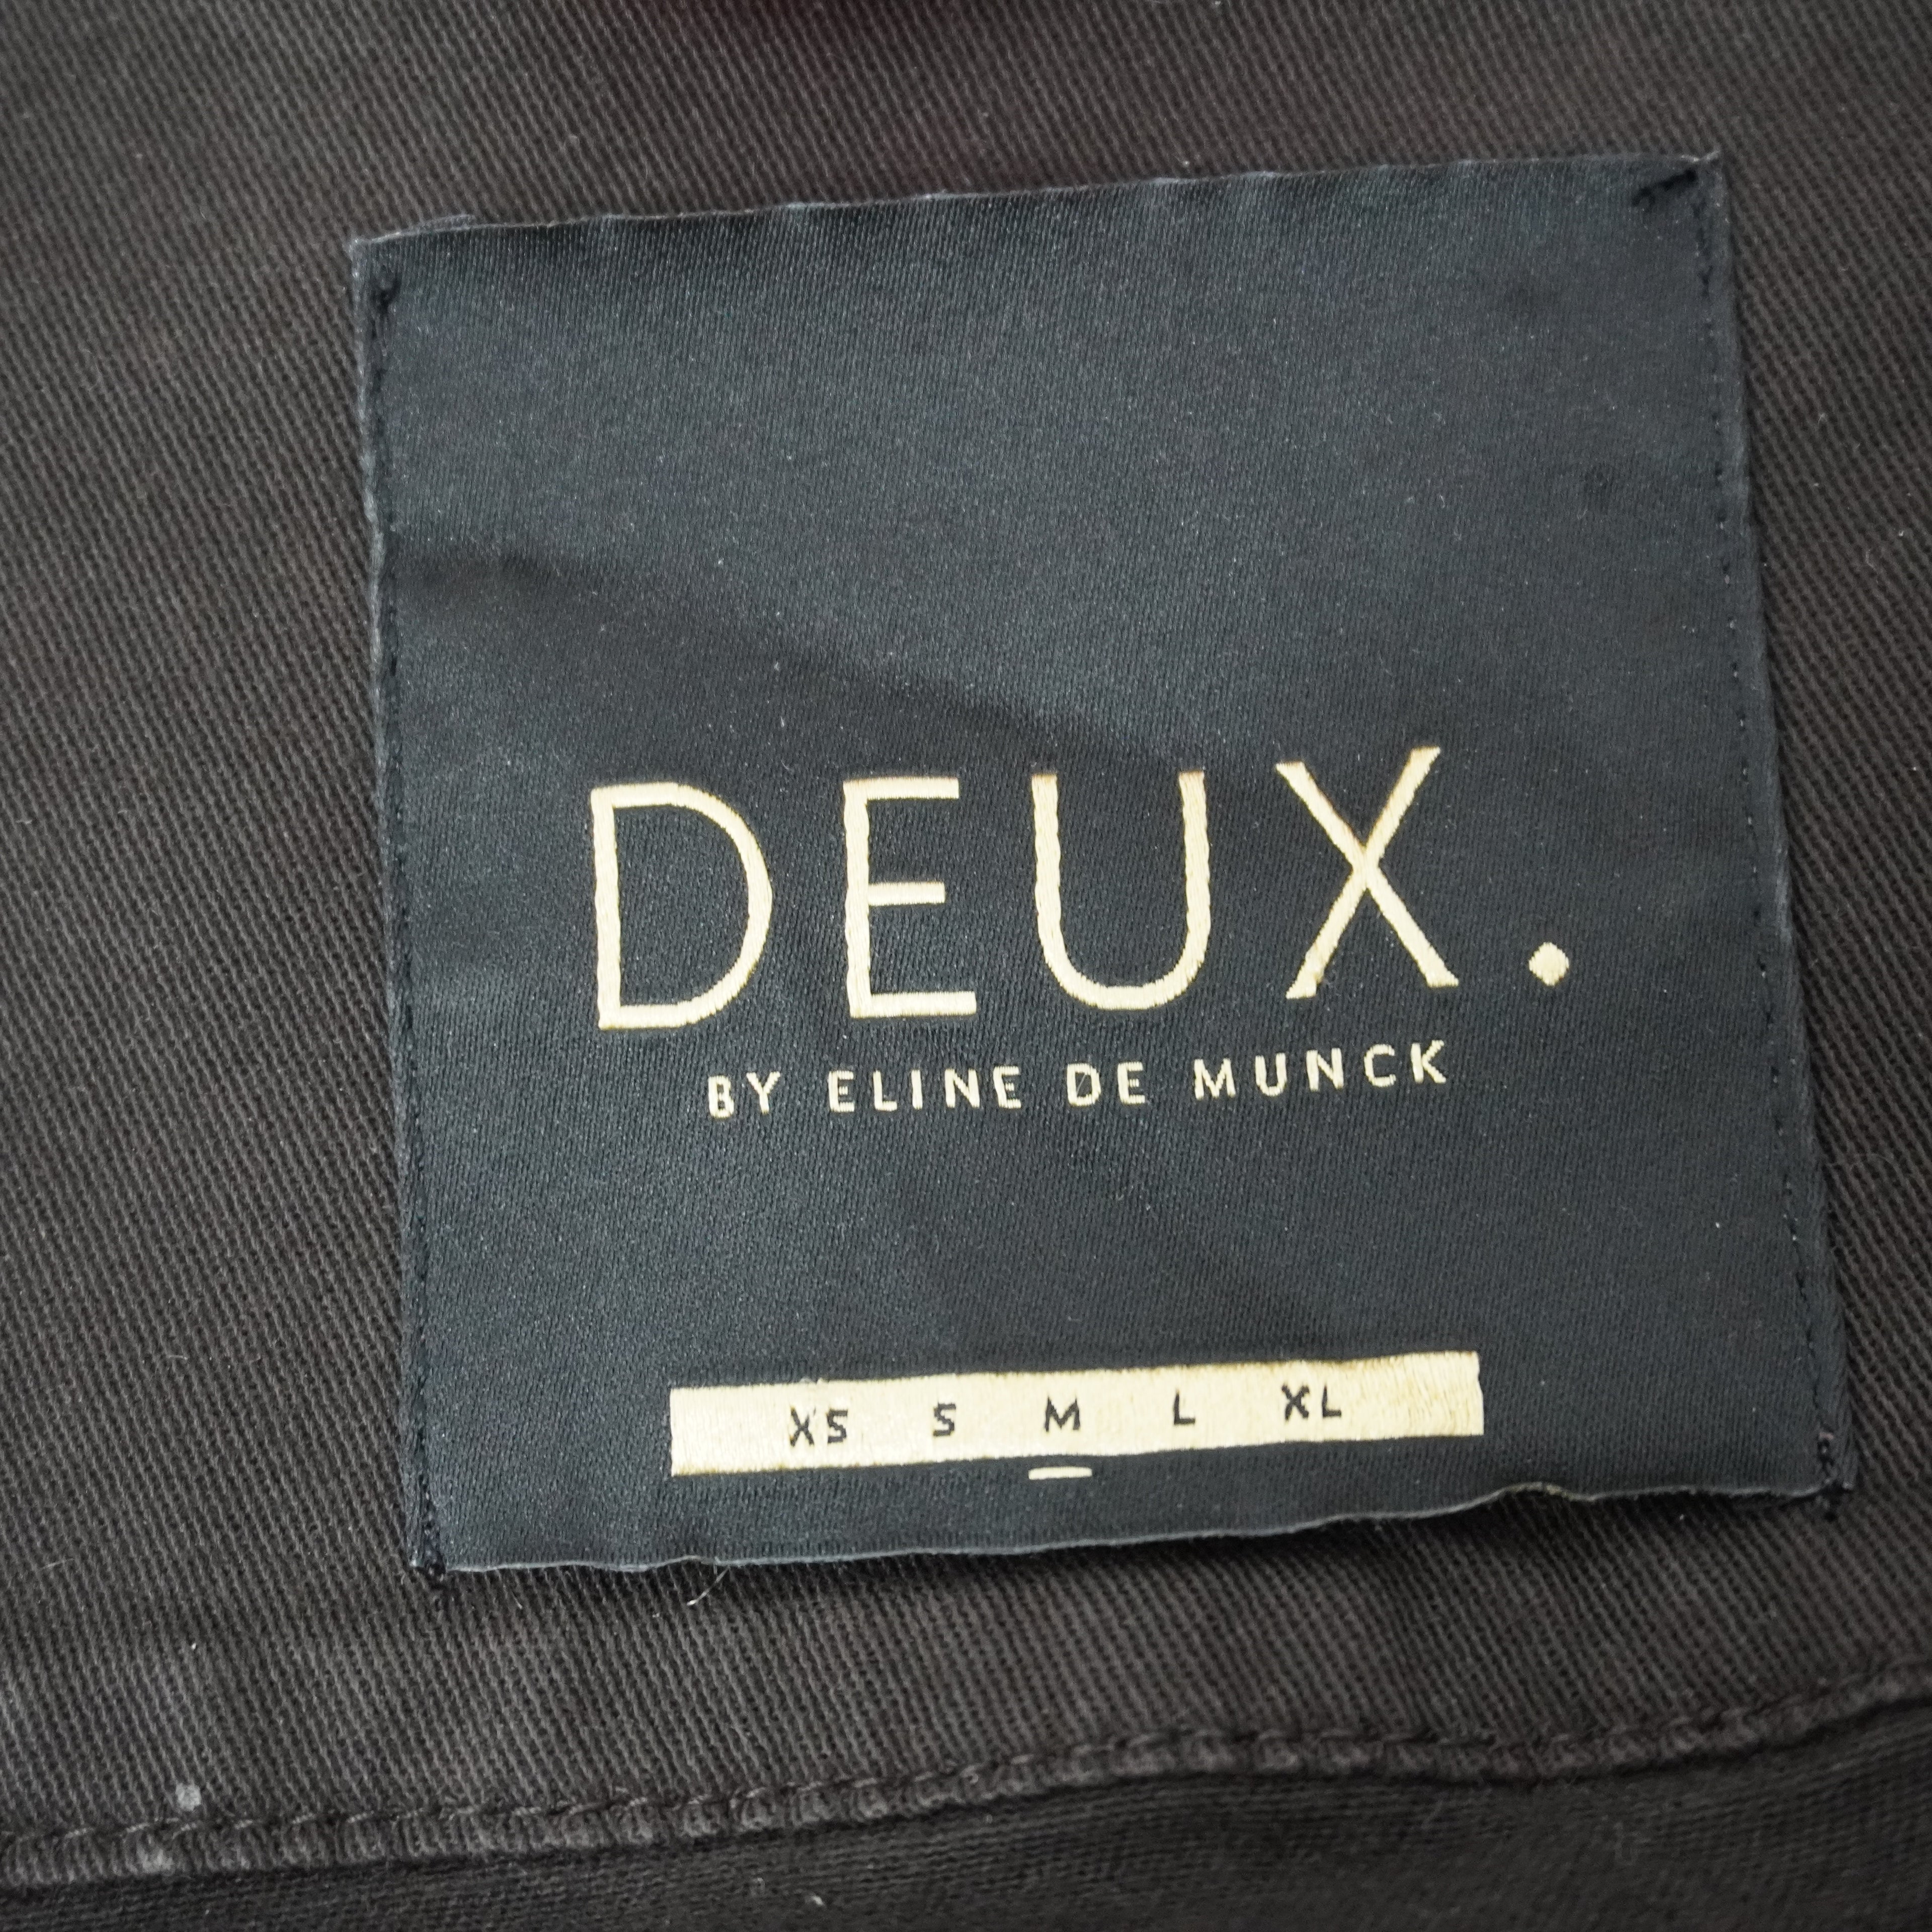 DEUX.
BY ELINE DE MUNCK
XS S M L XL